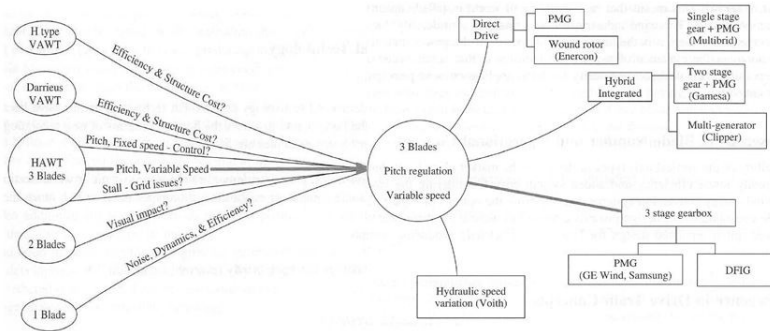 H type
VAWT
Efficiency & Structure Cost?
Darrieus
VAWT
Efficiency & Structure Cost?
Pitch, Fixed speed - Control?
HAWT
3 Blades
Pitch, Variable Speed
Stall - Grid issues?
Visual impact?
2 Blades
Noise, Dynamics, & Efficiency?
1 Blade
3 Blades
Pitch regulation
Variable speed
Direct
Drive
PMG
Wound rotor
(Enercon)
Hybrid
Integrated
Single stage
gear + PMG
(Multibrid)
Two stage
gear + PMG
(Gamesa)
Multi-generator
(Clipper)
3 stage gearbox
PMG
(GE Wind, Samsung)
DFIG
Hydraulic speed
variation (Voith)